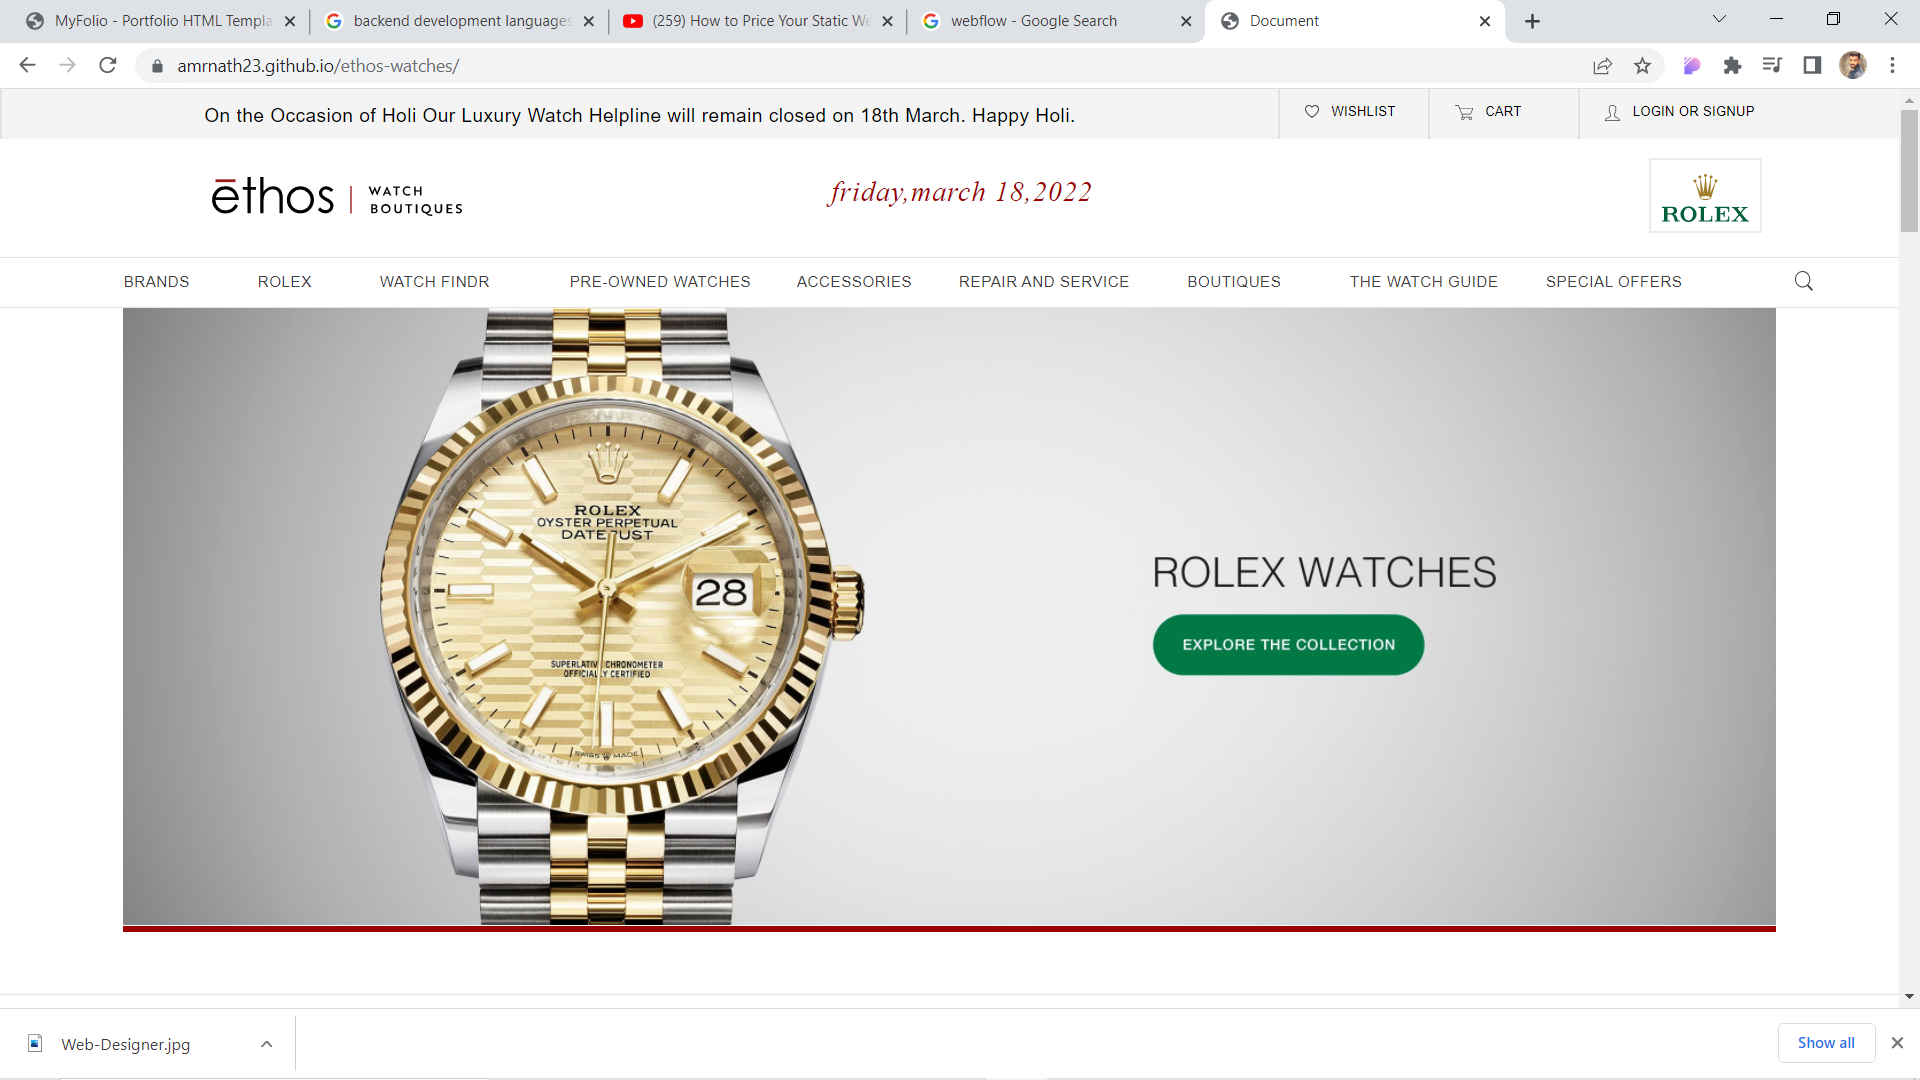 MyFolio - Portfolio HTML Templa
backend development languages
(259) How to Price Your Static We
webflow - Google Search
Document
amrnath23.github.io/ethos-watches/
On the Occasion of Holi Our Luxury Watch Helpline will remain closed on 18th March. Happy Holi.
WISHLIST
CART
LOGIN OR SIGNUP
ēthos | WATCH BOUTIQUES
friday,march 18,2022
ROLEX
BRANDS
ROLEX
WATCH FINDR
PRE-OWNED WATCHES
ACCESSORIES
REPAIR AND SERVICE
BOUTIQUES
THE WATCH GUIDE
SPECIAL OFFERS
ROLEX
OYSTER PERPETUAL
DATEJUST
28
SUPERLATIVE CHRONOMETER
OFFICIALLY CERTIFIED
SWISS MADE
ROLEX WATCHES
EXPLORE THE COLLECTION
Web-Designer.jpg
Show all